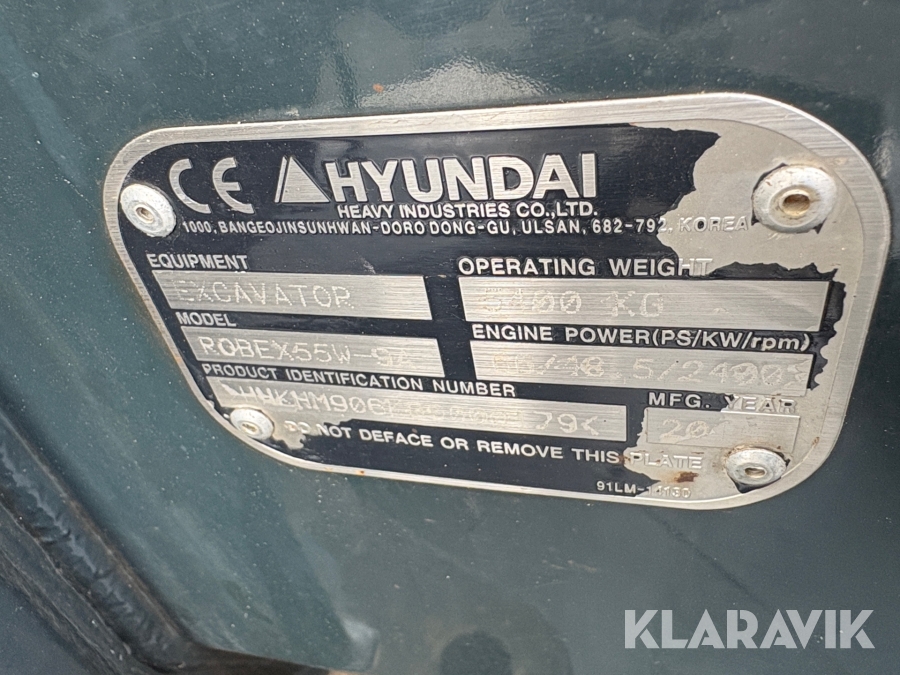 CE HYUNDAI
HEAVY INDUSTRIES CO.,LTD.
1000, BANGEOJINSUNHWAN-DORO DONG-GU, ULSAN, 682-792. KOREA
EQUIPMENT
EXCAVATOR
OPERATING WEIGHT
KG
MODEL
ENGINE POWER(PS/KW/rpm)
PRODUCT IDENTIFICATION NUMBER
MFG. YEAR
DO NOT DEFACE OR REMOVE THIS PLATE
KLARAVIK